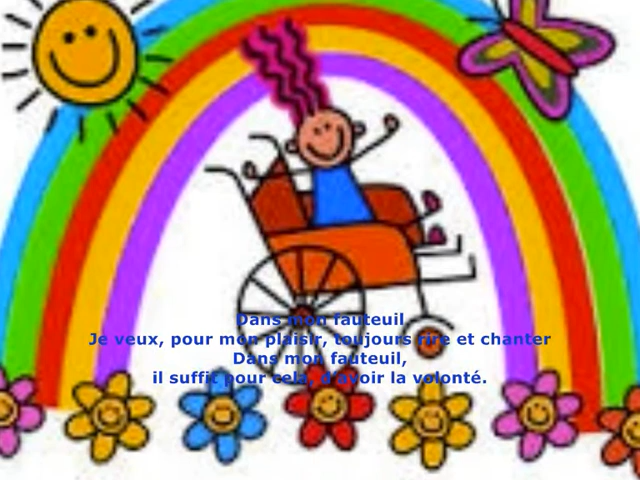 Dans mon fauteuil
Je veux, pour mon plaisir, toujours rire et chanter
Dans mon fauteuil,
il suffit pour cela, d'avoir la volonté.